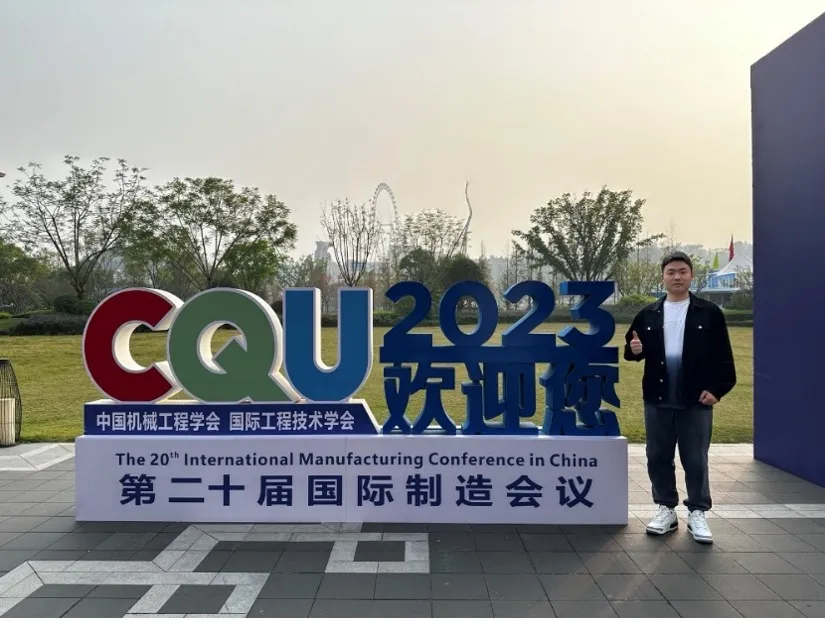 CQU
2023
欢迎您
中国机械工程学会 国际工程技术学会
The 20th International Manufacturing Conference in China
第二十届国际制造会议